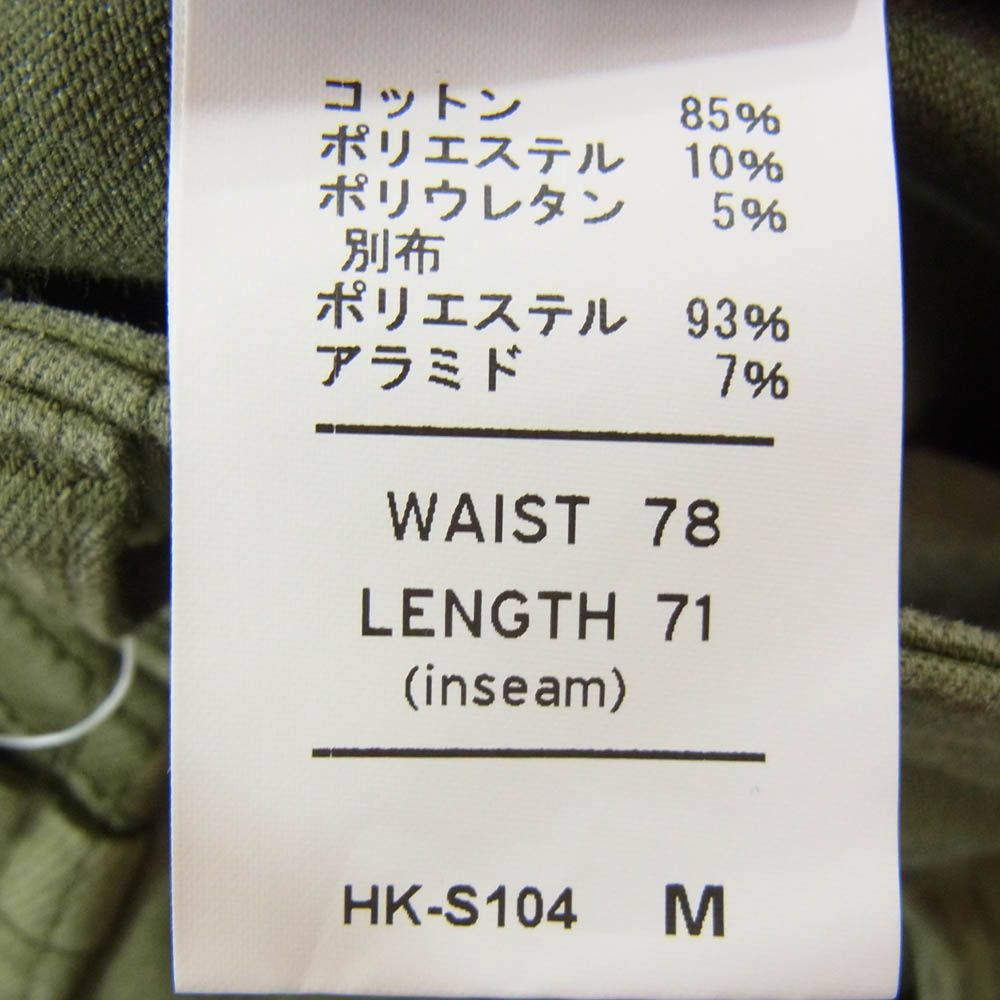 コットン 85%
ポリエステル 10%
ポリウレタン 5%
別布
ポリエステル 93%
アラミド 7%
WAIST 78
LENGTH 71
(inseam)
HK-S104 M